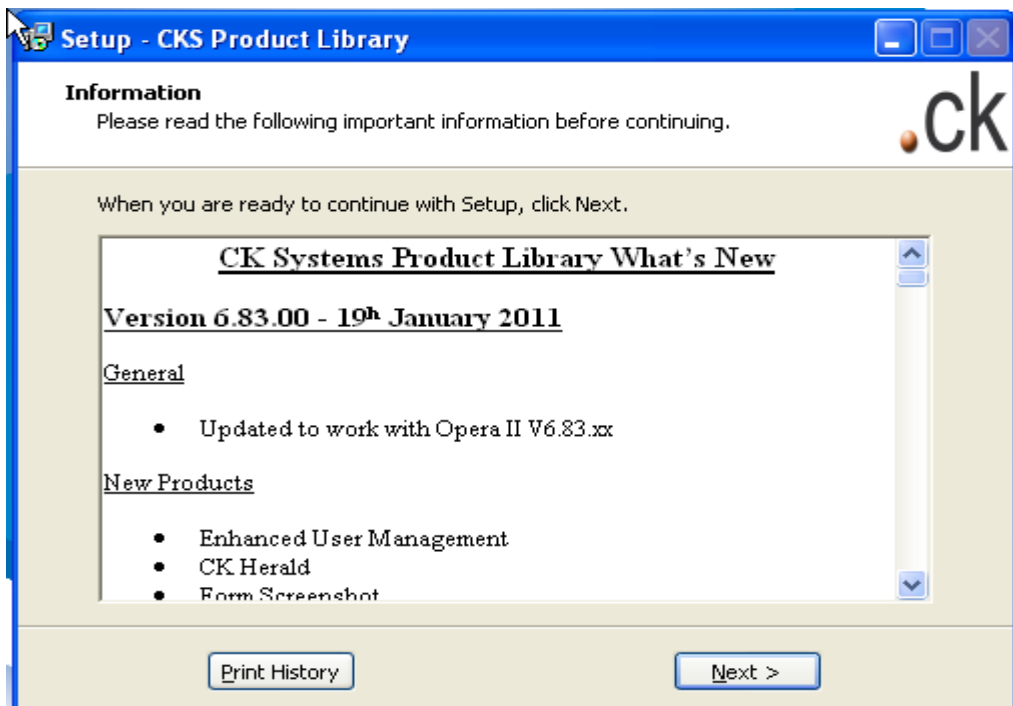 Setup - CKS Product Library
Information
Please read the following important information before continuing.
.ck
When you are ready to continue with Setup, click Next.
CK Systems Product Library What's New
Version 6.83.00 - 19h January 2011
General
• Updated to work with Opera II V6.83.xx
New Products
• Enhanced User Management
• CK Herald
• Form Screenshot
Print History
Next >